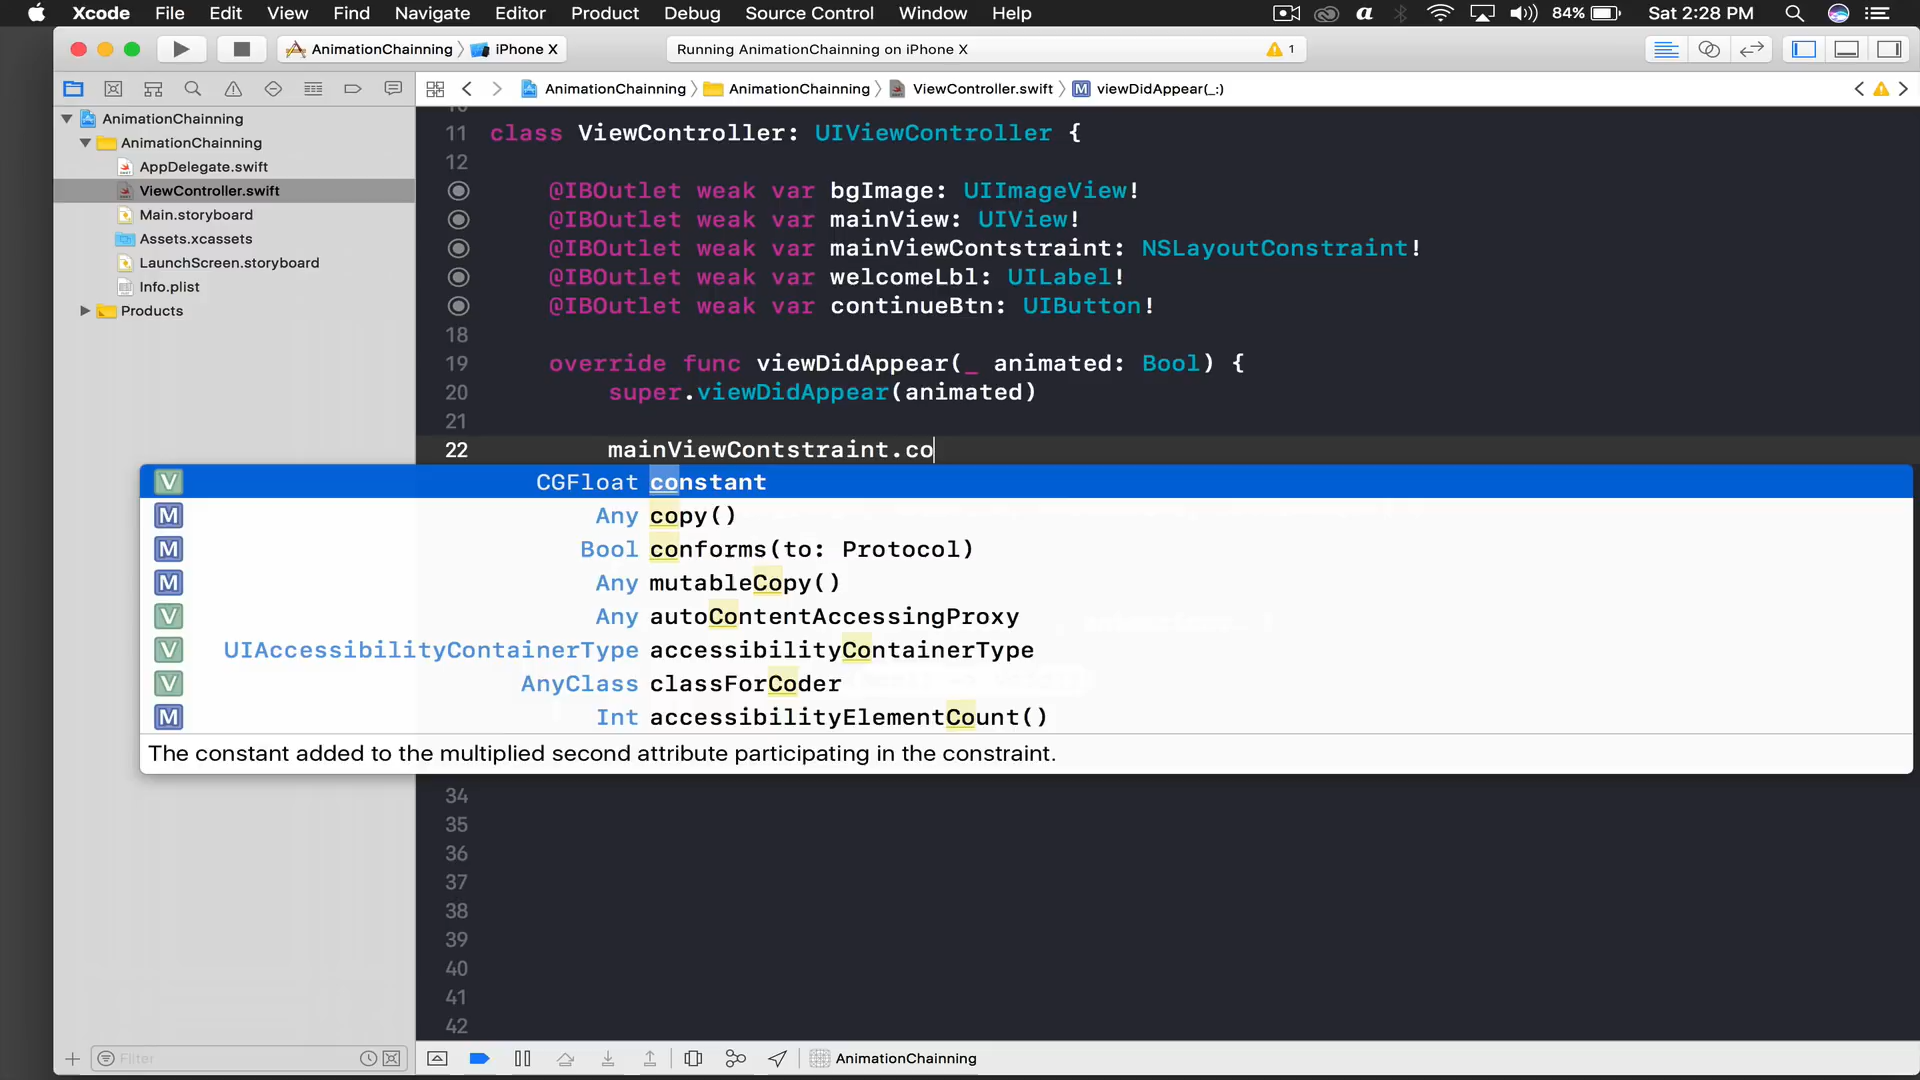 Xcode File Edit View Find Navigate Editor Product Debug Source Control Window Help 84% Sat 2:28 PM
AnimationChainning iPhone X Running AnimationChainning on iPhone X 1
AnimationChainning AnimationChainning ViewController.swift M viewDidAppear(_:)
AnimationChainning
AnimationChainning
AppDelegate.swift
ViewController.swift
Main.storyboard
Assets.xcassets
LaunchScreen.storyboard
Info.plist
Products
11 class ViewController: UIViewController {
12
@IBOutlet weak var bgImage: UIImageView!
@IBOutlet weak var mainView: UIView!
@IBOutlet weak var mainViewContstraint: NSLayoutConstraint!
@IBOutlet weak var welcomeLbl: UILabel!
@IBOutlet weak var continueBtn: UIButton!
18
19 override func viewDidAppear(_ animated: Bool) {
20 super.viewDidAppear(animated)
21
22 mainViewContstraint.co
V CGFloat constant
M Any copy()
M Bool conforms(to: Protocol)
M Any mutableCopy()
V Any autoContentAccessingProxy
V UIAccessibilityContainerType accessibilityContainerType
V AnyClass classForCoder
M Int accessibilityElementCount()
The constant added to the multiplied second attribute participating in the constraint.
34
35
36
37
38
39
40
41
42
Filter AnimationChainning